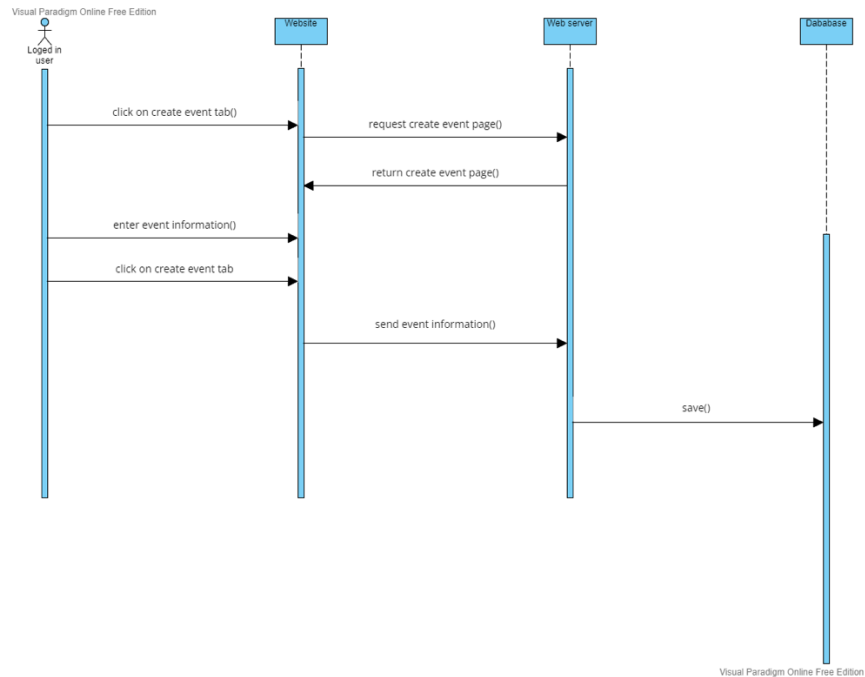 Visual Paradigm Online Free Edition
Loged in
user
Website
Web server
Dababase
click on create event tab()
request create event page()
return create event page()
enter event information()
click on create event tab
send event information()
save()
Visual Paradigm Online Free Edition